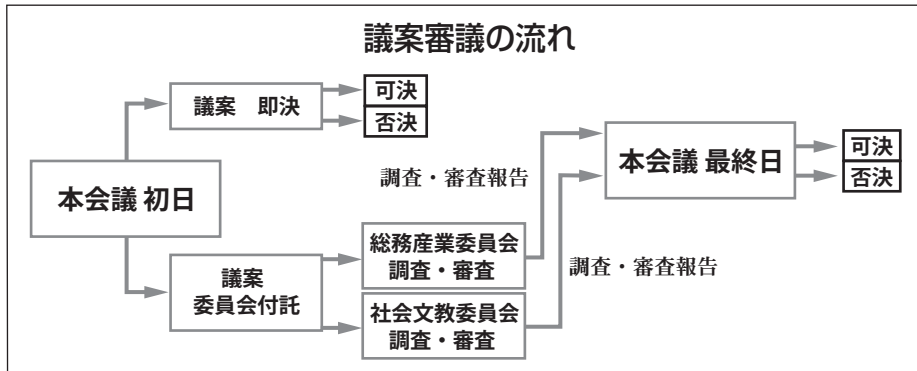 議案審議の流れ
議案　即決
可決
否決
本会議 初日
議案
委員会付託
総務産業委員会
調査・審査
社会文教委員会
調査・審査
調査・審査報告
調査・審査報告
本会議 最終日
可決
否決